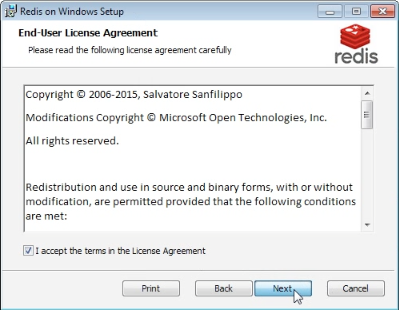 Redis on Windows Setup
End-User License Agreement
Please read the following license agreement carefully
redis
Copyright © 2006-2015, Salvatore Sanfilippo
Modifications Copyright © Microsoft Open Technologies, Inc.
All rights reserved.
Redistribution and use in source and binary forms, with or without
modification, are permitted provided that the following conditions
are met:
I accept the terms in the License Agreement
Print Back Next Cancel